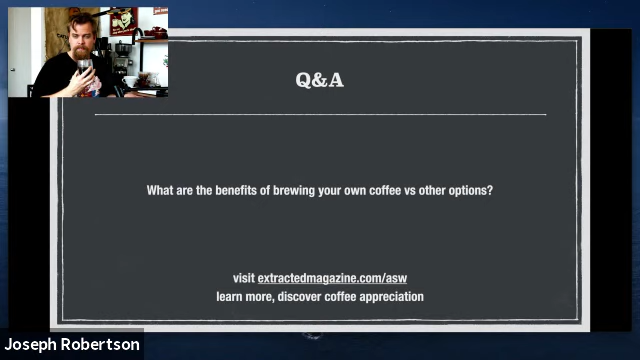 Q&A
What are the benefits of brewing your own coffee vs other options?
visit extractedmagazine.com/asw
learn more, discover coffee appreciation
Joseph Robertson